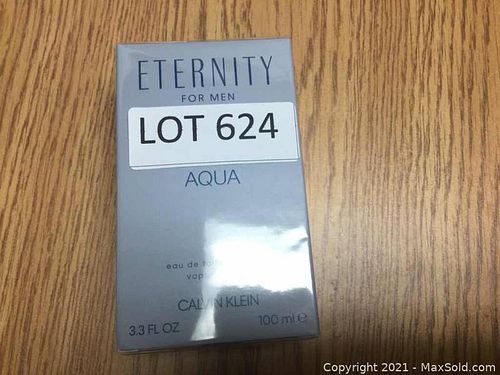 ETERNITY
FOR MEN
LOT 624
AQUA
eau de
CALVIN KLEIN
3.3 FL OZ 100 ml e
Copyright 2021 - MaxSold.com